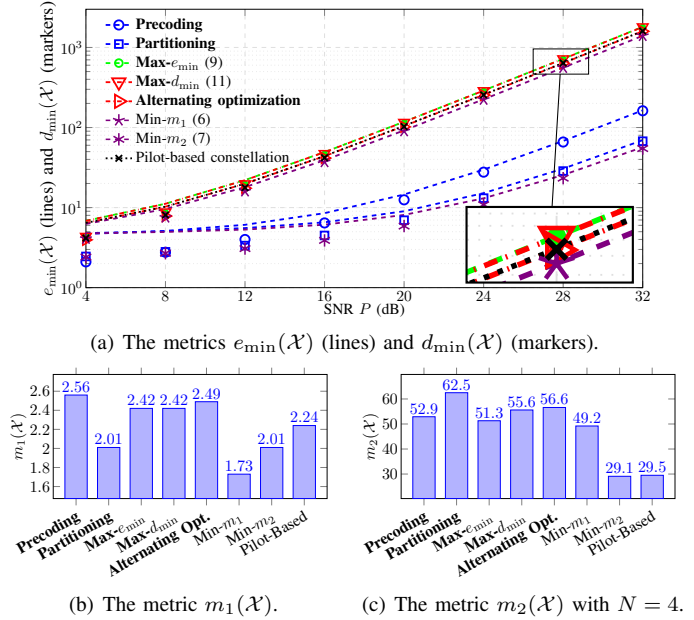 e_min(𝒳) (lines) and d_min(𝒳) (markers)
10^3
10^2
10^1
10^0
Precoding
Partitioning
Max-e_min (9)
Max-d_min (11)
Alternating optimization
Min-m_1 (6)
Min-m_2 (7)
Pilot-based constellation
4 8 12 16 20 24 28 32
SNR P (dB)
(a) The metrics e_min(𝒳) (lines) and d_min(𝒳) (markers).
m_1(𝒳)
2.6
2.4
2.2
2
1.8
1.6
2.56 2.01 2.42 2.42 2.49 1.73 2.01 2.24
Precoding
Partitioning
Max-e_min
Max-d_min
Alternating Opt.
Min-m_1
Min-m_2
Pilot-Based
(b) The metric m_1(𝒳).
m_2(𝒳)
60
50
40
30
52.9 62.5 51.3 55.6 56.6 49.2 29.1 29.5
Precoding
Partitioning
Max-e_min
Max-d_min
Alternating Opt.
Min-m_1
Min-m_2
Pilot-Based
(c) The metric m_2(𝒳) with N = 4.